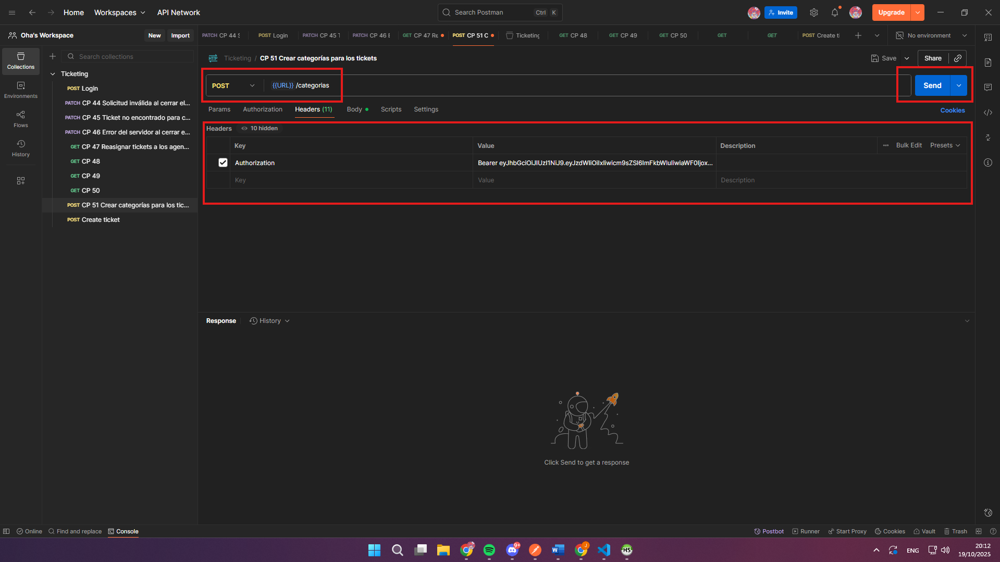 Home Workspaces API Network Search Postman Ctrl K Invite Upgrade
Oha's Workspace New Import PATCH CP 44 S POST Login PATCH CP 45 T PATCH CP 46 E GET CP 47 Re POST CP 51 C Ticketing GET CP 48 GET CP 49 GET CP 50 GET GET POST Create ti No environment
Collections
Environments
Flows
History
Search collections
Ticketing
POST Login
PATCH CP 44 Solicitud inválida al cerrar el...
PATCH CP 45 Ticket no encontrado para c...
PATCH CP 46 Error del servidor al cerrar e...
GET CP 47 Reasignar tickets a los agen...
GET CP 48
GET CP 49
GET CP 50
POST CP 51 Crear categorías para los tic...
POST Create ticket
HTTP Ticketing / CP 51 Crear categorías para los tickets Save Share
POST {{URL}} /categorias Send
Params Authorization Headers (11) Body Scripts Settings Cookies
Headers 10 hidden
Key Value Description Bulk Edit Presets
Authorization Bearer
Key Value Description
Response History
Click Send to get a response
Online Find and replace Console Postbot Runner Start Proxy Cookies Vault Trash
9+ J W HS ENG 20:12
19/10/2025